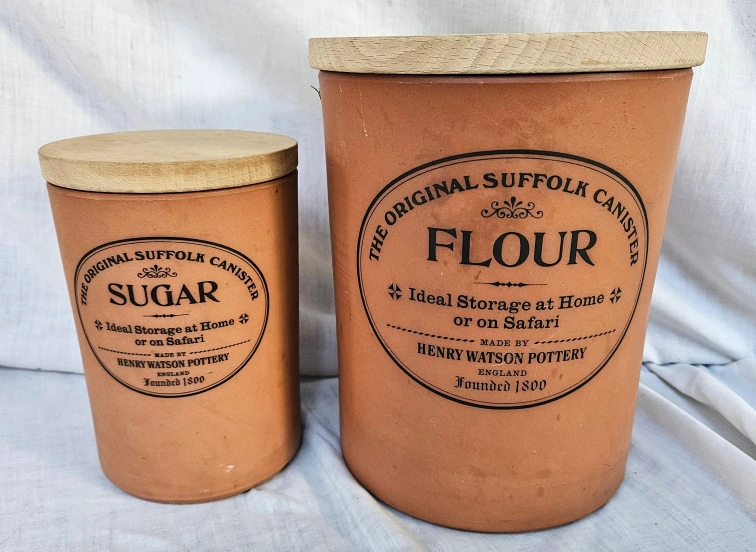 THE ORIGINAL SUFFOLK CANISTER
SUGAR
Ideal Storage at Home
or on Safari
MADE BY
HENRY WATSON POTTERY
ENGLAND
Founded 1800
THE ORIGINAL SUFFOLK CANISTER
FLOUR
Ideal Storage at Home
or on Safari
MADE BY
HENRY WATSON POTTERY
ENGLAND
Founded 1800